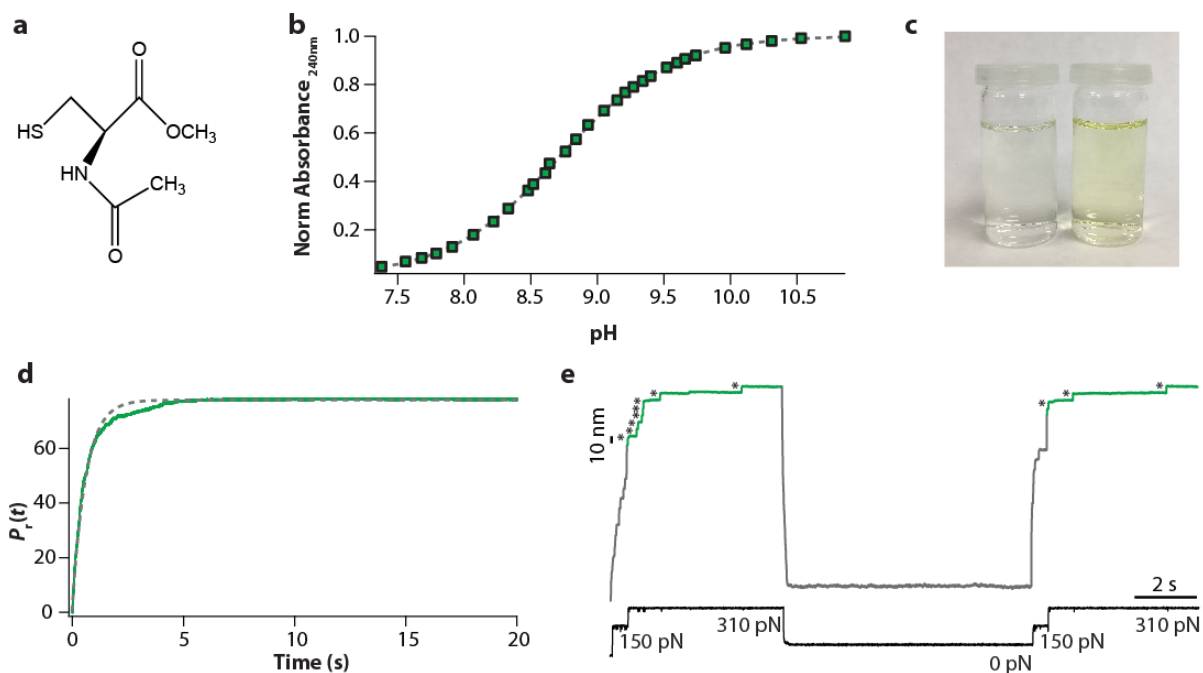 a
O
HS
OCH3
HN
CH3
O
b
Norm Absorbance 240nm
1.0
0.8
0.6
0.4
0.2
7.5 8.0 8.5 9.0 9.5 10.0 10.5
pH
c
d
Pr(t)
60
40
20
0
0 5 10 15 20
Time (s)
e
* * * * * * *
* * *
10 nm
2 s
150 pN
310 pN
0 pN
150 pN
310 pN